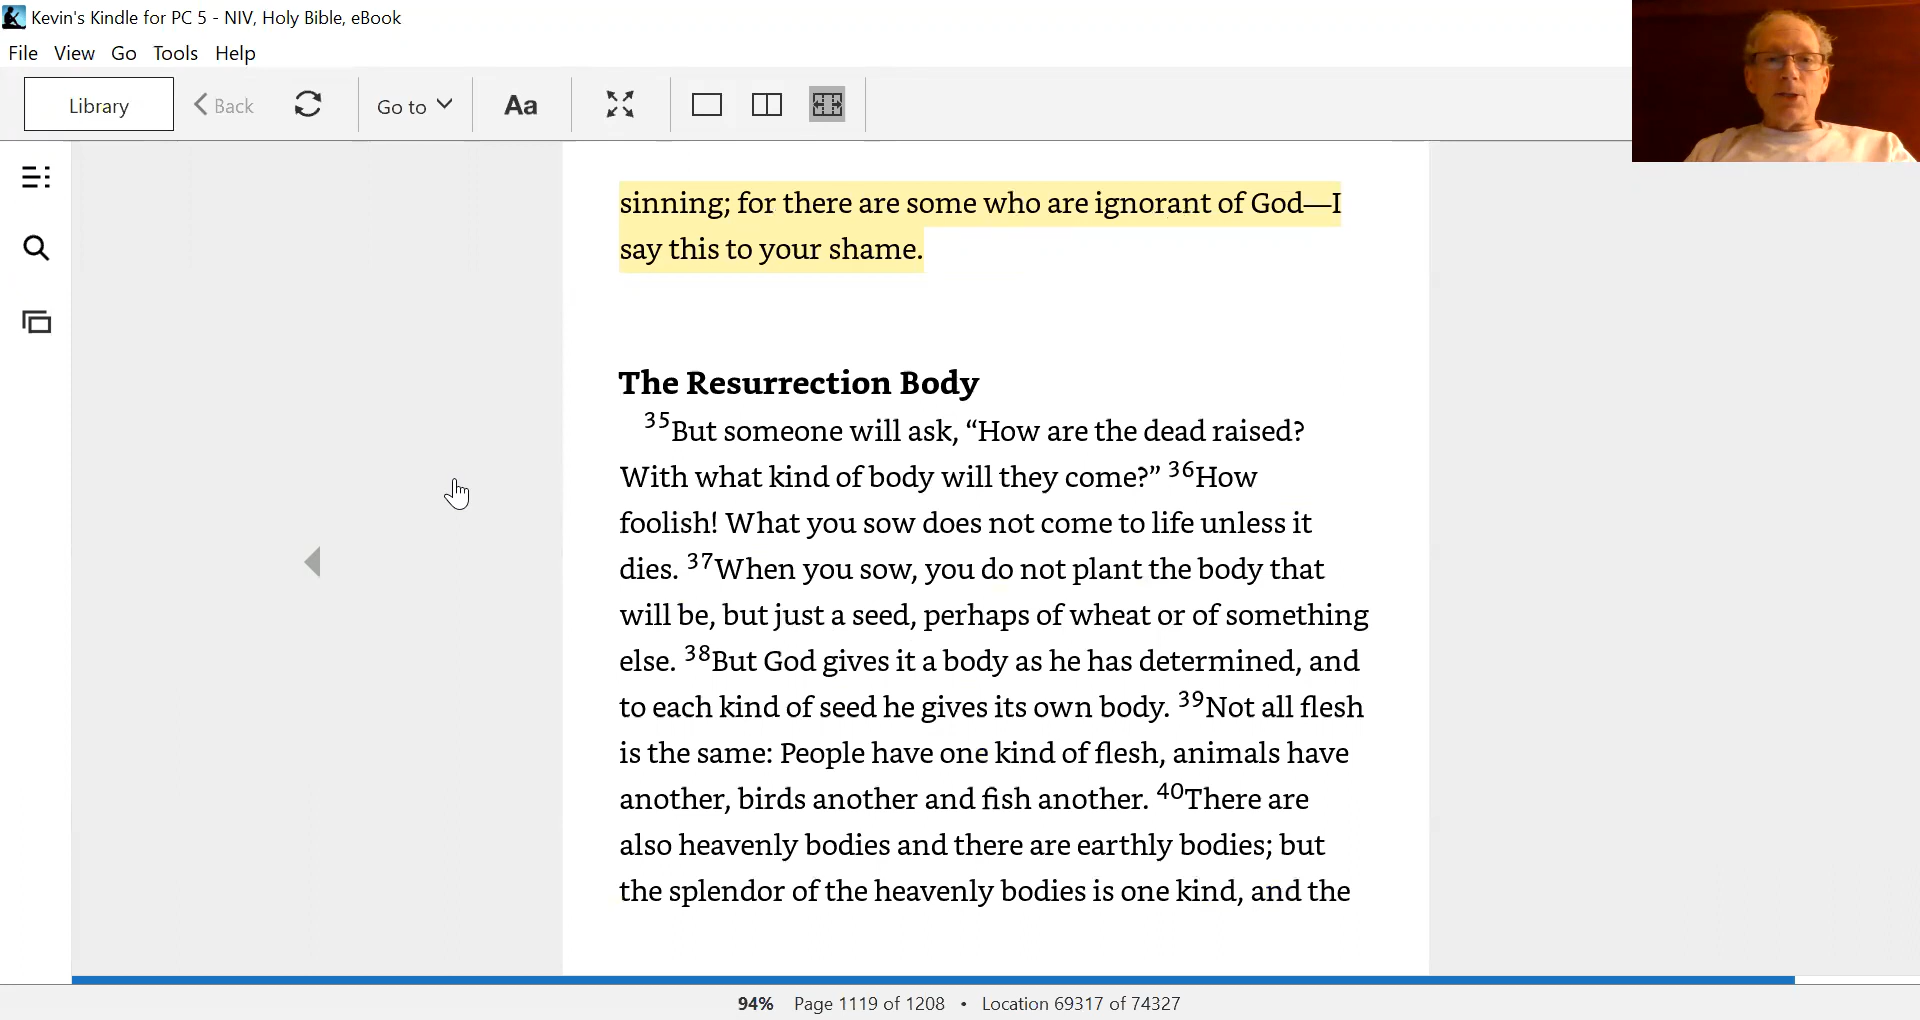 Kevin's Kindle for PC 5 - NIV, Holy Bible, eBook
File View Go Tools Help
Library Back Go to Aa
sinning; for there are some who are ignorant of God—I
say this to your shame.
The Resurrection Body
35But someone will ask, “How are the dead raised?
With what kind of body will they come?” 36How
foolish! What you sow does not come to life unless it
dies. 37When you sow, you do not plant the body that
will be, but just a seed, perhaps of wheat or of something
else. 38But God gives it a body as he has determined, and
to each kind of seed he gives its own body. 39Not all flesh
is the same: People have one kind of flesh, animals have
another, birds another and fish another. 40There are
also heavenly bodies and there are earthly bodies; but
the splendor of the heavenly bodies is one kind, and the
94% Page 1119 of 1208 • Location 69317 of 74327